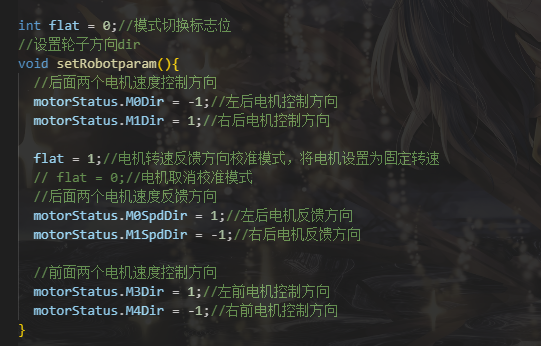 int flat = 0;//模式切换标志位
//设置轮子方向dir
void setRobotparam(){
//后面两个电机速度控制方向
motorStatus.M0Dir = -1;//左后电机控制方向
motorStatus.M1Dir = 1;//右后电机控制方向
flat = 1;//电机转速反馈方向校准模式，将电机设置为固定转速
// flat = 0;//电机取消校准模式
//后面两个电机速度反馈方向
motorStatus.M0SpdDir = 1;//左后电机反馈方向
motorStatus.M1SpdDir = -1;//右后电机反馈方向
//前面两个电机速度控制方向
motorStatus.M3Dir = 1;//左前电机控制方向
motorStatus.M4Dir = -1;//右前电机控制方向
}